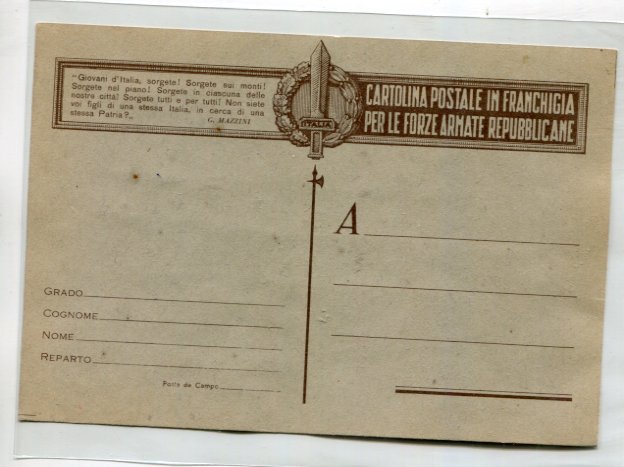 "Giovani d'Italia, sorgete! Sorgete sui monti!
Sorgete nel piano! Sorgete in ciascuna delle
nostre città! Sorgete tutti e per tutti! Non siete
voi figli di una stessa Italia, in cerca di una
stessa Patria?„
G. MAZZINI
ITALIA
CARTOLINA POSTALE IN FRANCHIGIA
PER LE FORZE ARMATE REPUBBLICANE
A
GRADO
COGNOME
NOME
REPARTO
Posta da Campo